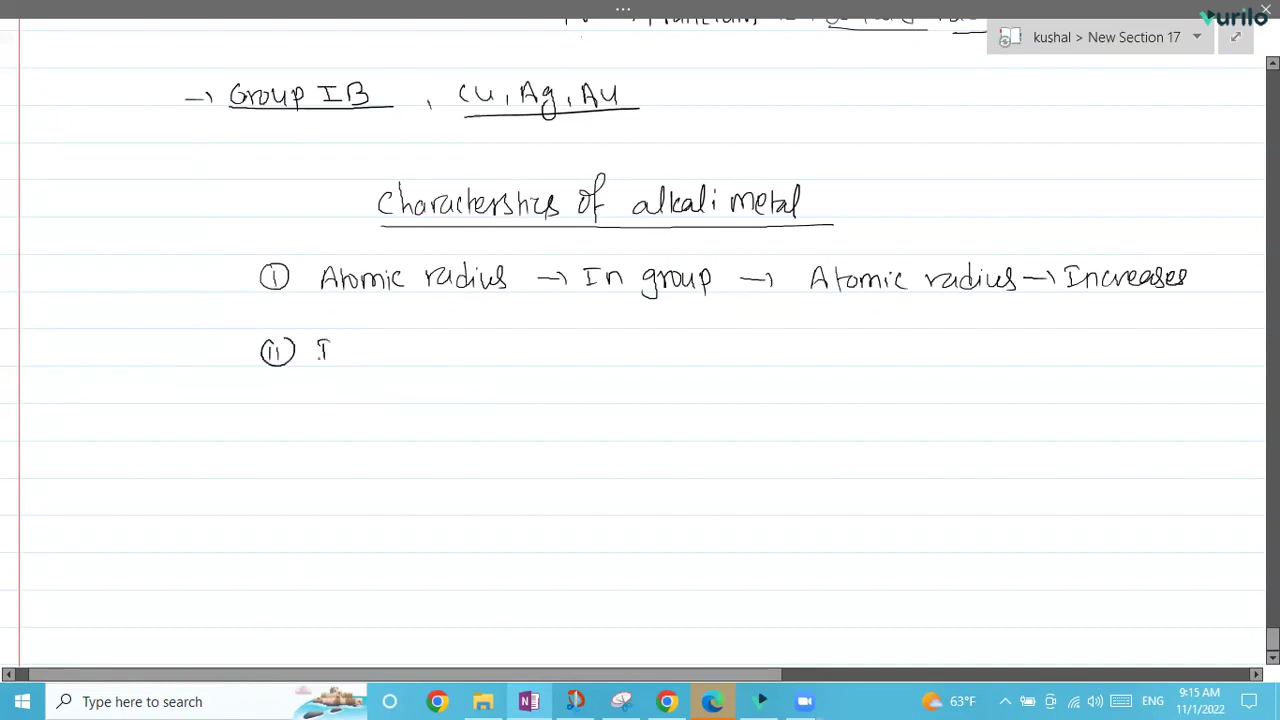 ...
vurilo
kushal > New Section 17
→ Group IB , Cu, Ag, Au
Characterstics of alkali metal
(i) Atomic radius → In group → Atomic radius → Increases
(ii) I
Type here to search
63°F
ENG
9:15 AM
11/1/2022